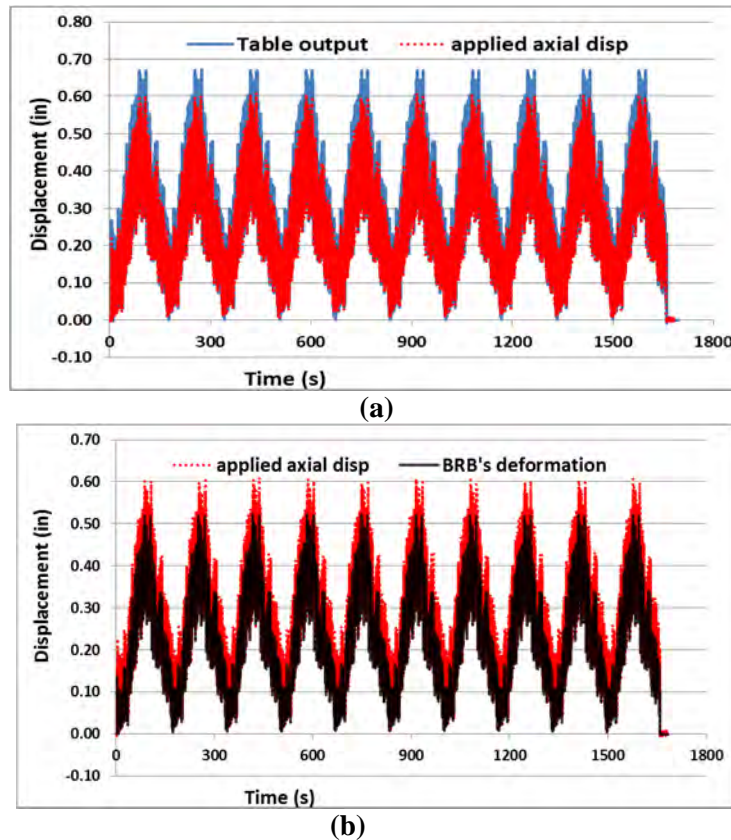 0.80
Table output applied axial disp
0.70
0.60
0.50
0.40
0.30
0.20
0.10
0.00
-0.10
Displacement (in)
0 300 600 900 1200 1500 1800
Time (s)
(a)
0.70
applied axial disp BRB's deformation
0.60
0.50
0.40
0.30
0.20
0.10
0.00
-0.10
Displacement (in)
0 300 600 900 1200 1500 1800
Time (s)
(b)